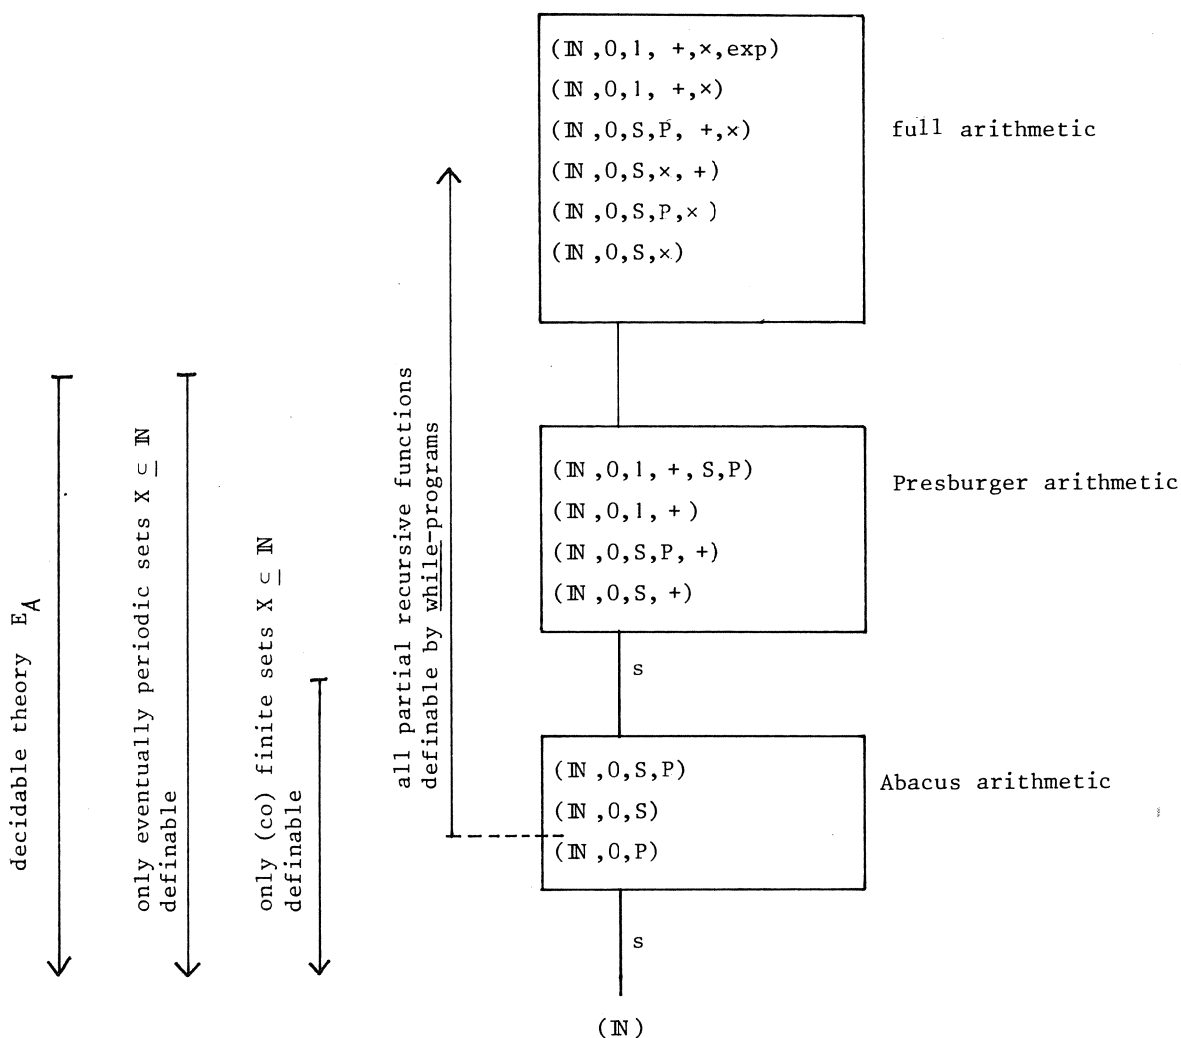 (ℕ,0,1, +,×,exp)
(ℕ,0,1, +,×)
(ℕ,0,S,P, +,×)
(ℕ,0,S,×, +)
(ℕ,0,S,P,×)
(ℕ,0,S,×)
full arithmetic
(ℕ,0,1, +,S,P)
(ℕ,0,1, +)
(ℕ,0,S,P, +)
(ℕ,0,S, +)
Presburger arithmetic
s
(ℕ,0,S,P)
(ℕ,0,S)
(ℕ,0,P)
Abacus arithmetic
s
(ℕ)
decidable theory E_A
only eventually periodic sets X ⊆ ℕ
definable
only (co) finite sets X ⊆ ℕ
definable
all partial recursive functions
definable by while-programs